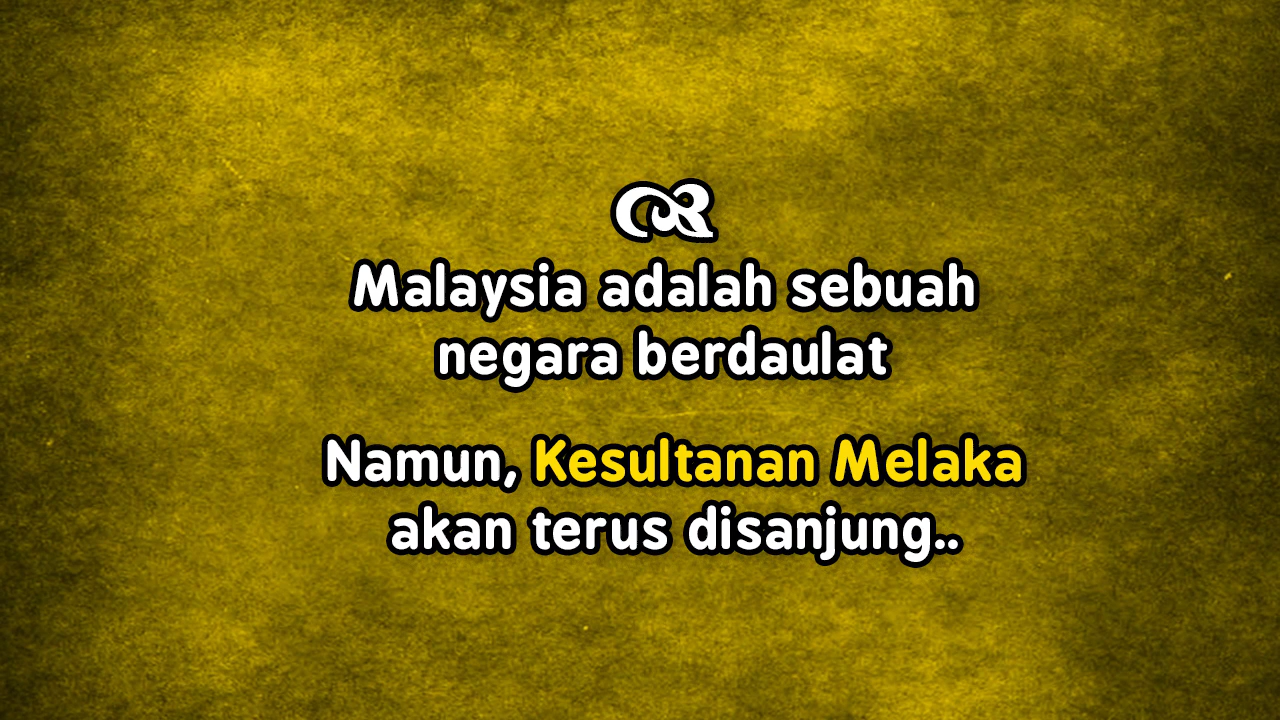 Malaysia adalah sebuah
negara berdaulat
Namun, Kesultanan Melaka
akan terus disanjung..